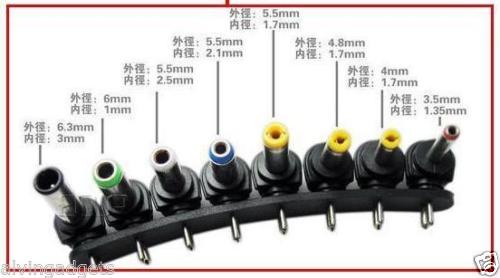 外徑：6.3mm
内徑：3mm
外徑：6mm
内徑：1mm
外徑：5.5mm
内徑：2.5mm
外徑：5.5mm
内徑：2.1mm
外徑：5.5mm
内徑：1.7mm
外徑：4.8mm
内徑：1.7mm
外徑：4mm
内徑：1.7mm
外徑：3.5mm
内徑：1.35mm
alvingadgets